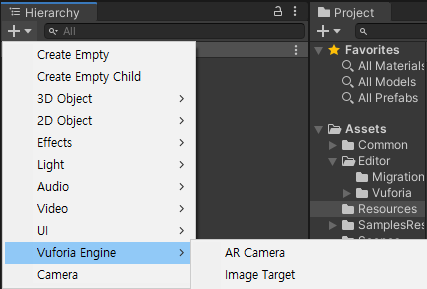 Hierarchy
All
Create Empty
Create Empty Child
3D Object
2D Object
Effects
Light
Audio
Video
UI
Vuforia Engine
Camera
AR Camera
Image Target
Project
Favorites
All Materials
All Models
All Prefabs
Assets
Common
Editor
Migration
Vuforia
Resources
SamplesRes